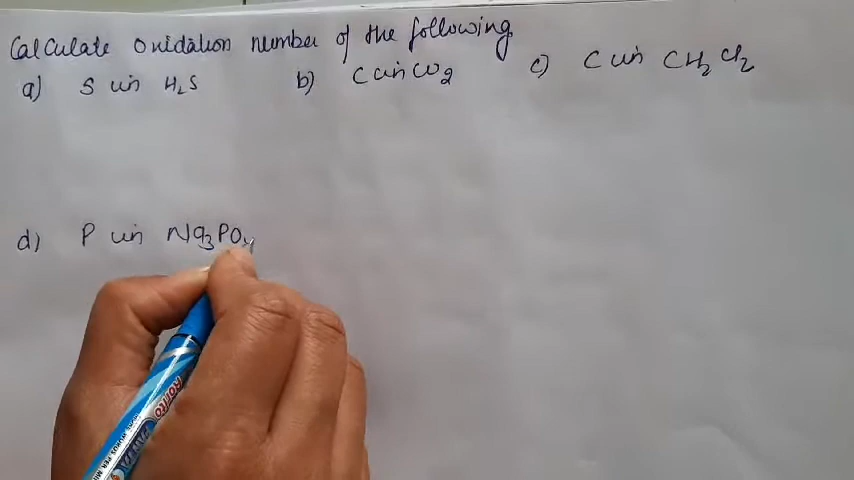 Calculate Oxidation number of the following
a) S in H₂S b) C in CO₂ c) C in CH₂Cl₂
d) P in Na₃PO₄